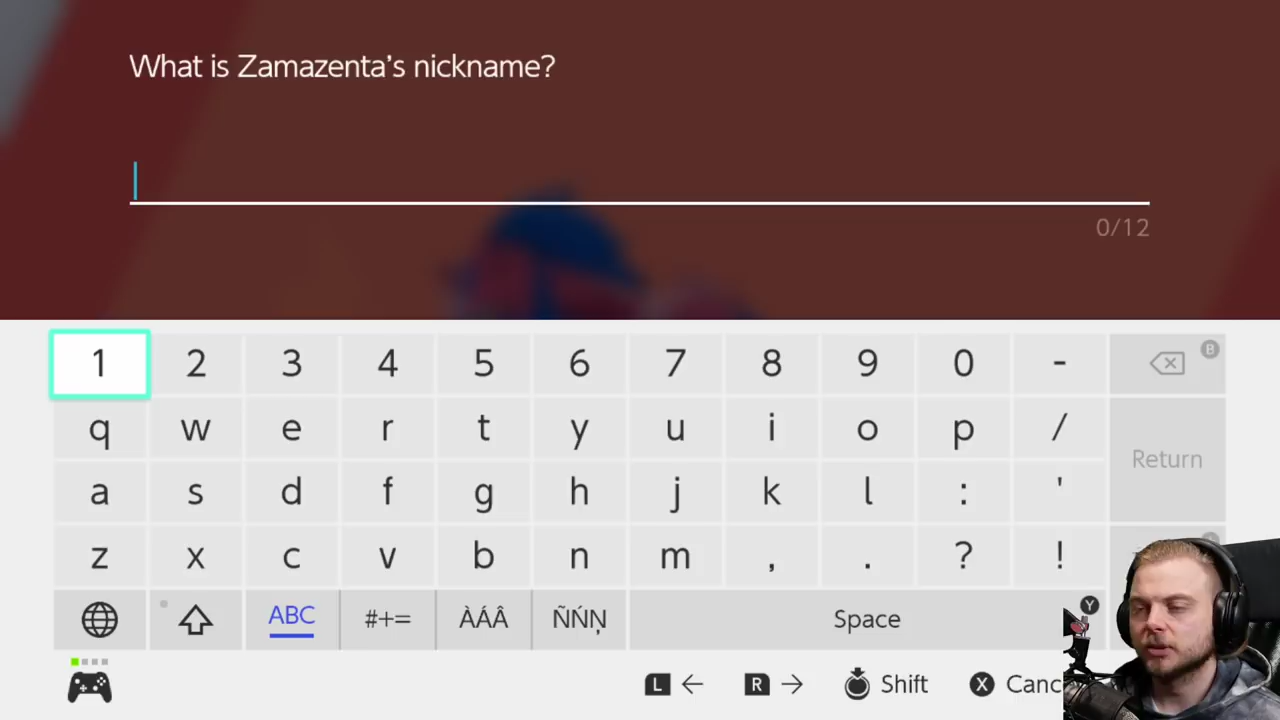 What is Zamazenta's nickname?
0/12
1 2 3 4 5 6 7 8 9 0 - B
q w e r t y u i o p /
Return
a s d f g h j k l : '
z x c v b n m , . ? !
ABC #+= ÀÁÂ ÑŃŅ Space Y
L ← R → Shift X Canc